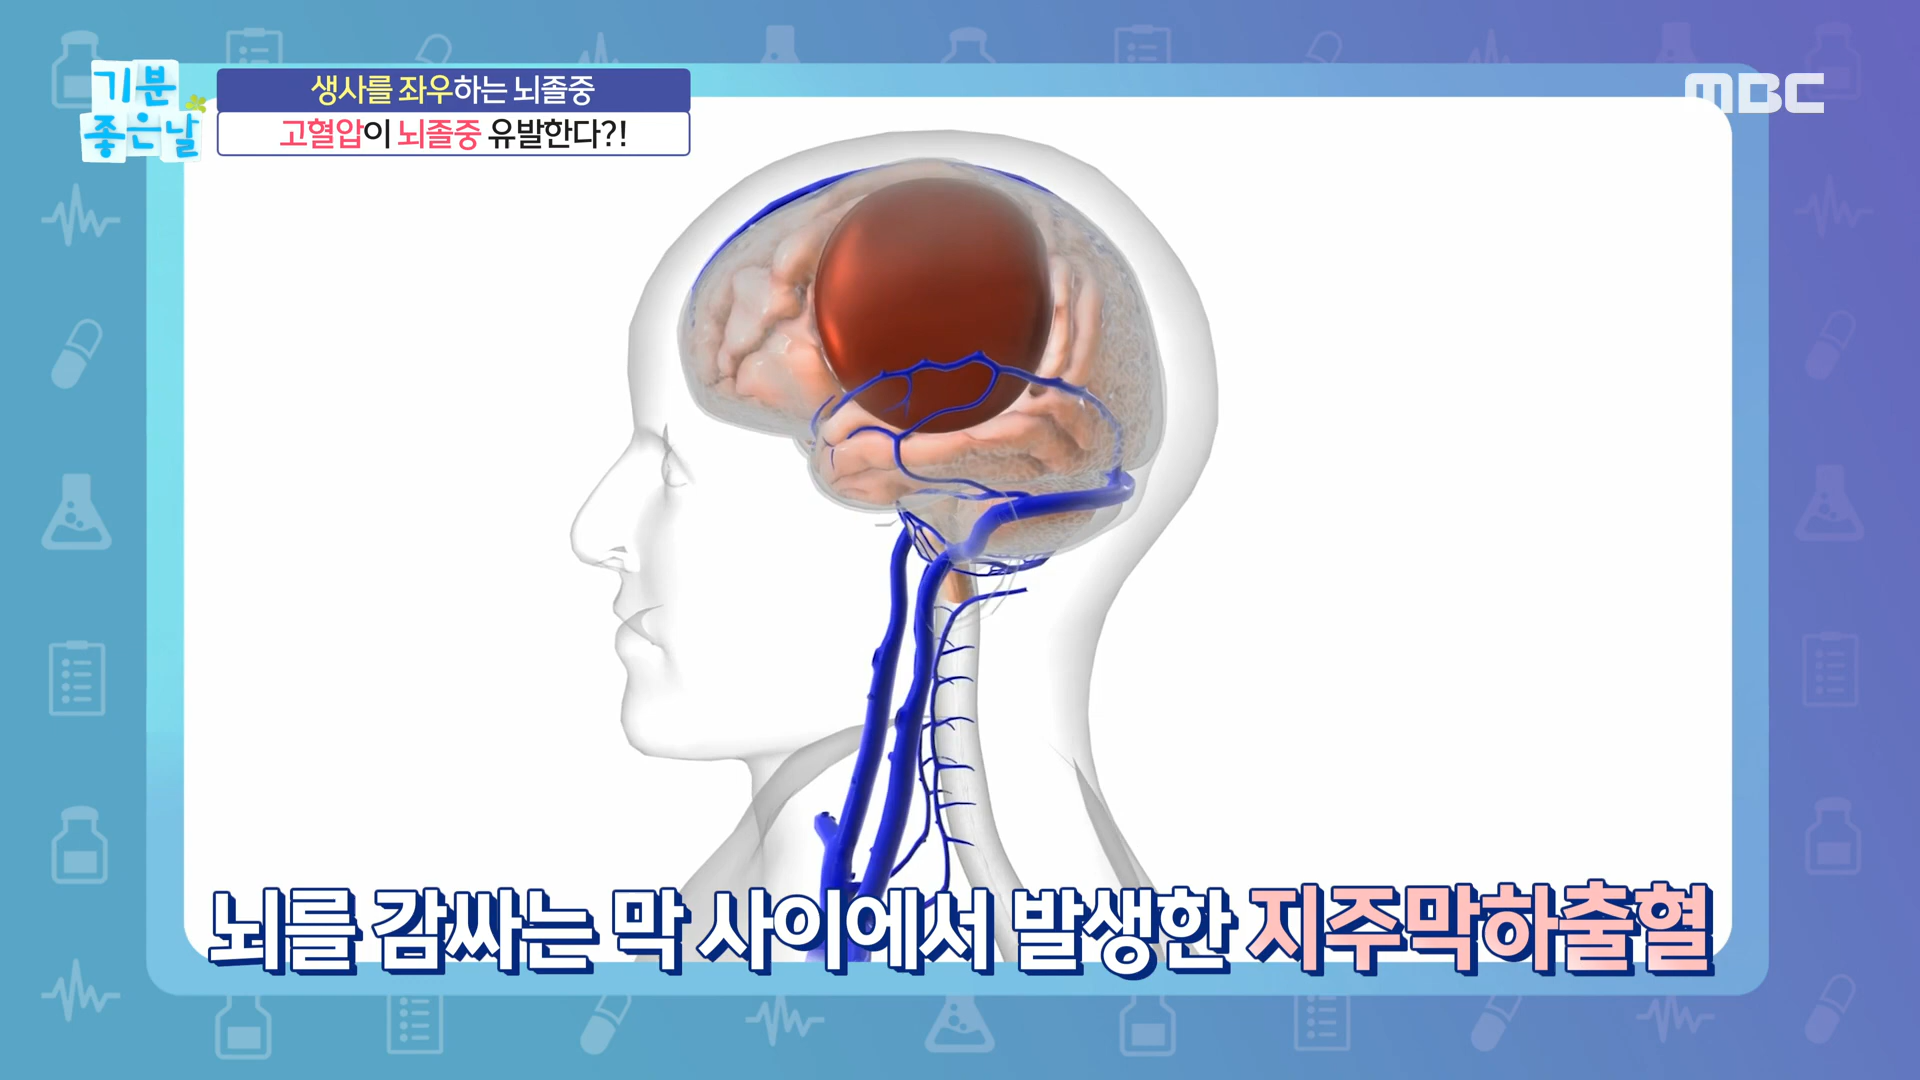 기분
좋은날
생사를 좌우하는 뇌졸중
고혈압이 뇌졸중 유발한다?!
MBC
뇌를 감싸는 막 사이에서 발생한 지주막하출혈